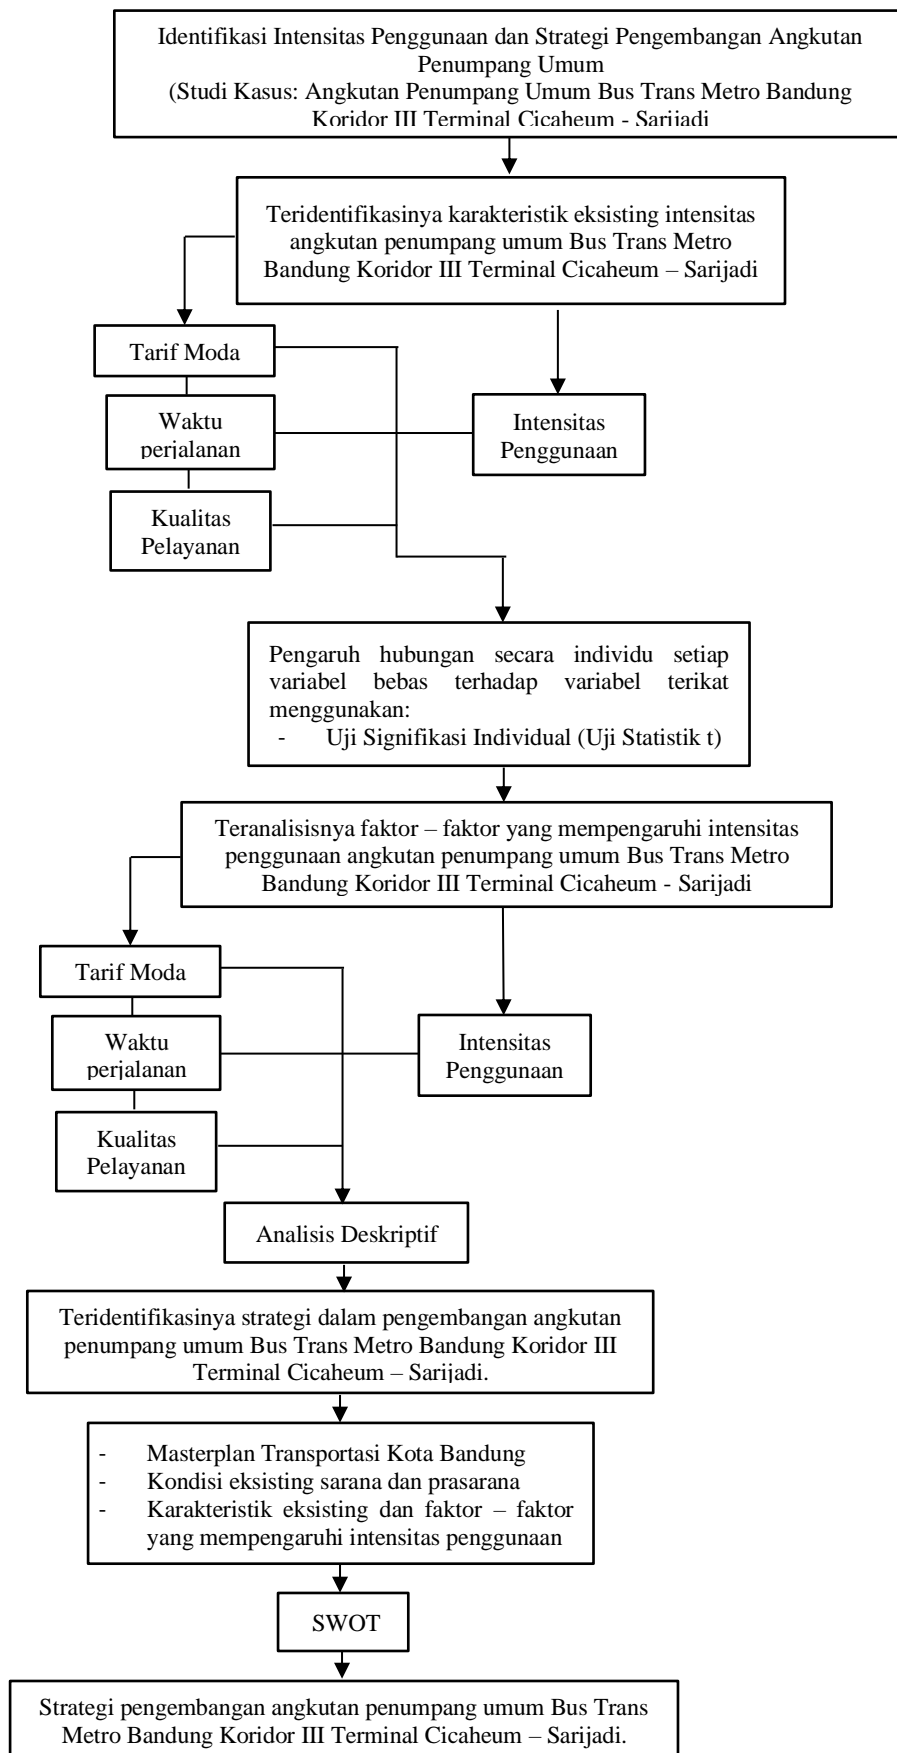 Identifikasi Intensitas Penggunaan dan Strategi Pengembangan Angkutan
Penumpang Umum
(Studi Kasus: Angkutan Penumpang Umum Bus Trans Metro Bandung
Koridor III Terminal Cicaheum - Sarijadi
Teridentifikasinya karakteristik eksisting intensitas
angkutan penumpang umum Bus Trans Metro
Bandung Koridor III Terminal Cicaheum – Sarijadi
Tarif Moda
Waktu
perjalanan
Intensitas
Penggunaan
Kualitas
Pelayanan
Pengaruh hubungan secara individu setiap
variabel bebas terhadap variabel terikat
menggunakan:
- Uji Signifikasi Individual (Uji Statistik t)
Teranalisisnya faktor – faktor yang mempengaruhi intensitas
penggunaan angkutan penumpang umum Bus Trans Metro
Bandung Koridor III Terminal Cicaheum - Sarijadi
Tarif Moda
Waktu
perjalanan
Intensitas
Penggunaan
Kualitas
Pelayanan
Analisis Deskriptif
Teridentifikasinya strategi dalam pengembangan angkutan
penumpang umum Bus Trans Metro Bandung Koridor III
Terminal Cicaheum – Sarijadi.
- Masterplan Transportasi Kota Bandung
- Kondisi eksisting sarana dan prasarana
- Karakteristik eksisting dan faktor – faktor
yang mempengaruhi intensitas penggunaan
SWOT
Strategi pengembangan angkutan penumpang umum Bus Trans
Metro Bandung Koridor III Terminal Cicaheum – Sarijadi.